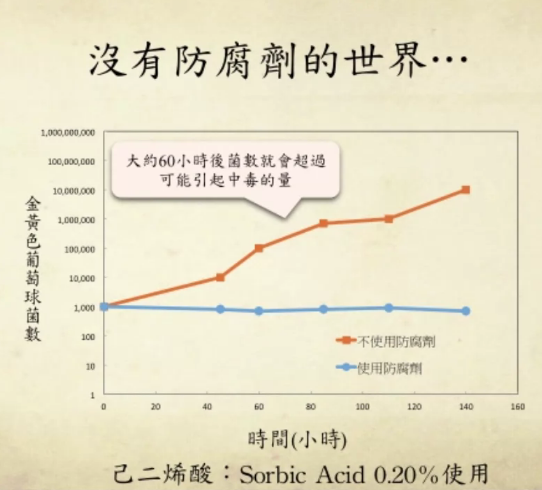 沒有防腐劑的世界…
1,000,000,000
100,000,000
10,000,000
1,000,000
100,000
10,000
1,000
100
10
1
大約60小時後菌數就會超過
可能引起中毒的量
金黃色葡萄球菌數
不使用防腐劑
使用防腐劑
0 20 40 60 80 100 120 140 160
時間(小時)
己二烯酸：Sorbic Acid 0.20%使用